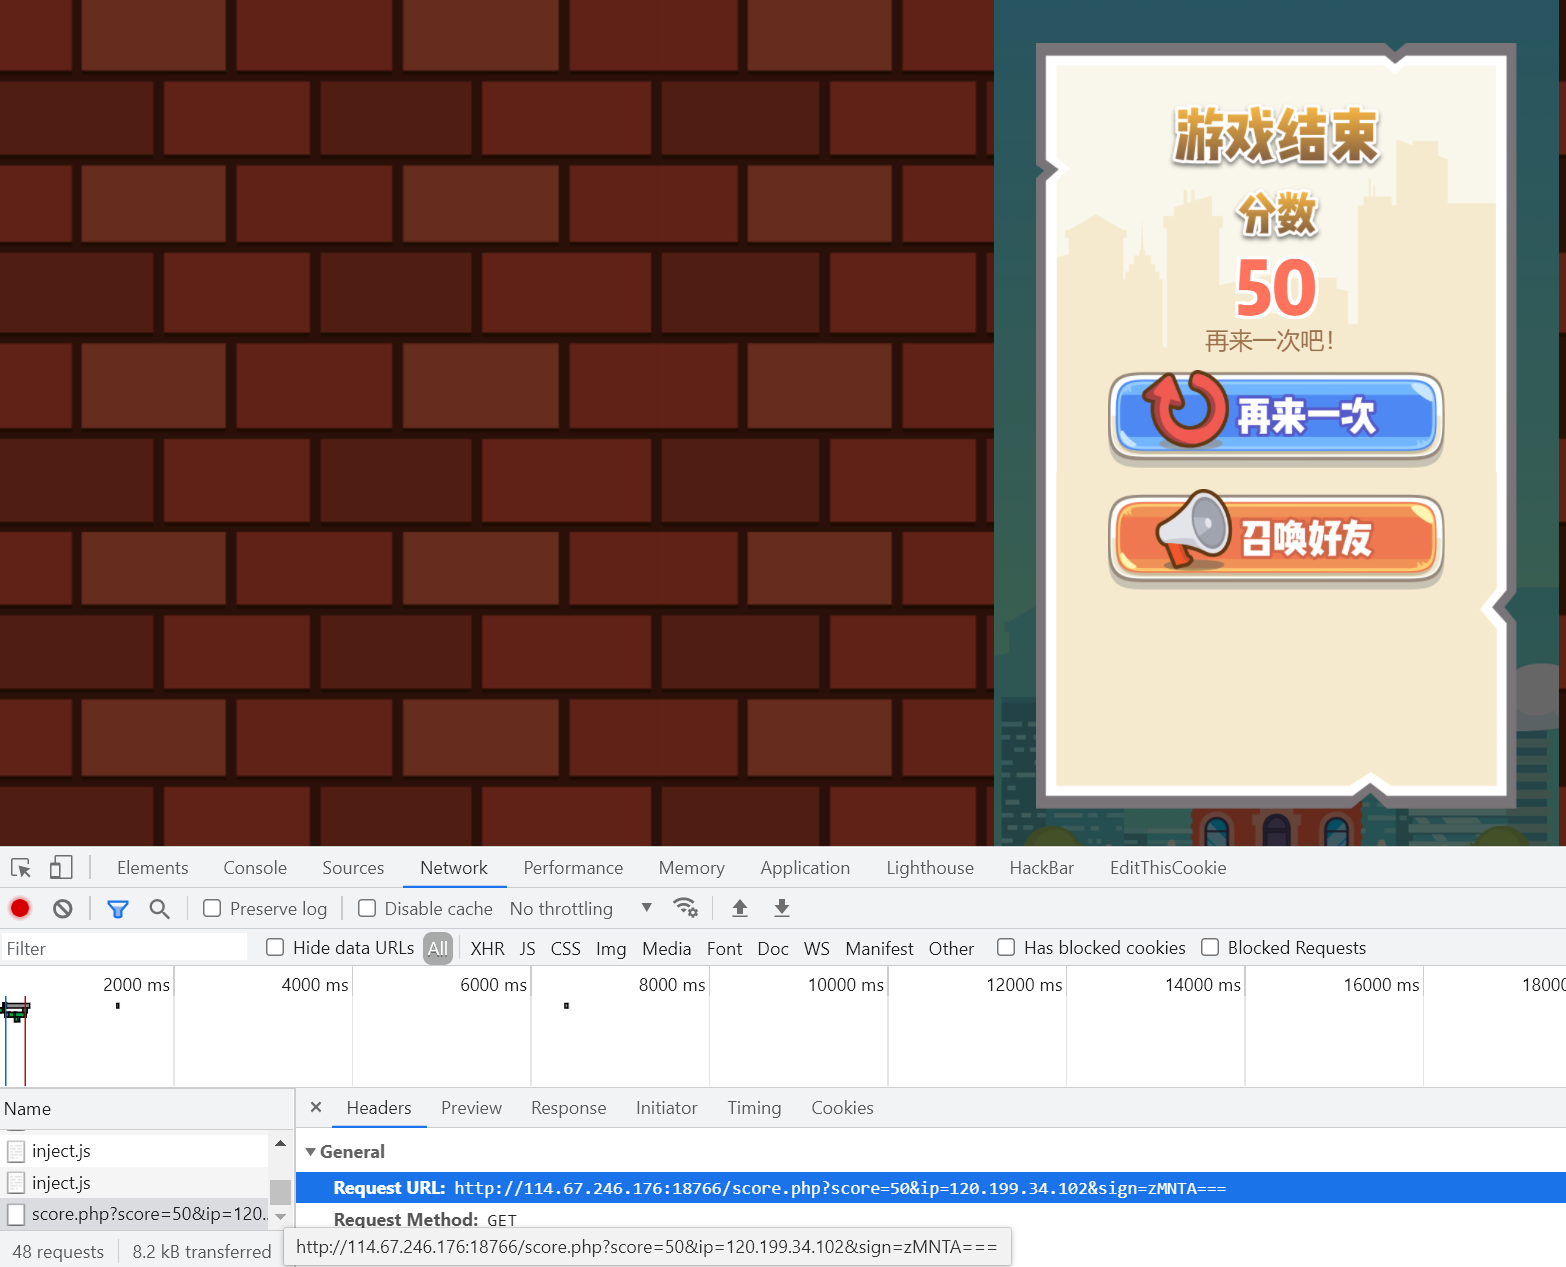 游戏结束
分数
50
再来一次吧！
再来一次
召唤好友
Elements Console Sources Network Performance Memory Application Lighthouse HackBar EditThisCookie
Preserve log Disable cache No throttling
Filter Hide data URLs All XHR JS CSS Img Media Font Doc WS Manifest Other Has blocked cookies Blocked Requests
2000 ms 4000 ms 6000 ms 8000 ms 10000 ms 12000 ms 14000 ms 16000 ms 18000
Name × Headers Preview Response Initiator Timing Cookies
inject.js
General
inject.js
Request URL: http://114.67.246.176:18766/score.php?score=50&ip=120.199.34.102&sign=zMNTA===
score.php?score=50&ip=120...
Request Method: GET
48 requests 8.2 kB transferred
http://114.67.246.176:18766/score.php?score=50&ip=120.199.34.102&sign=zMNTA===